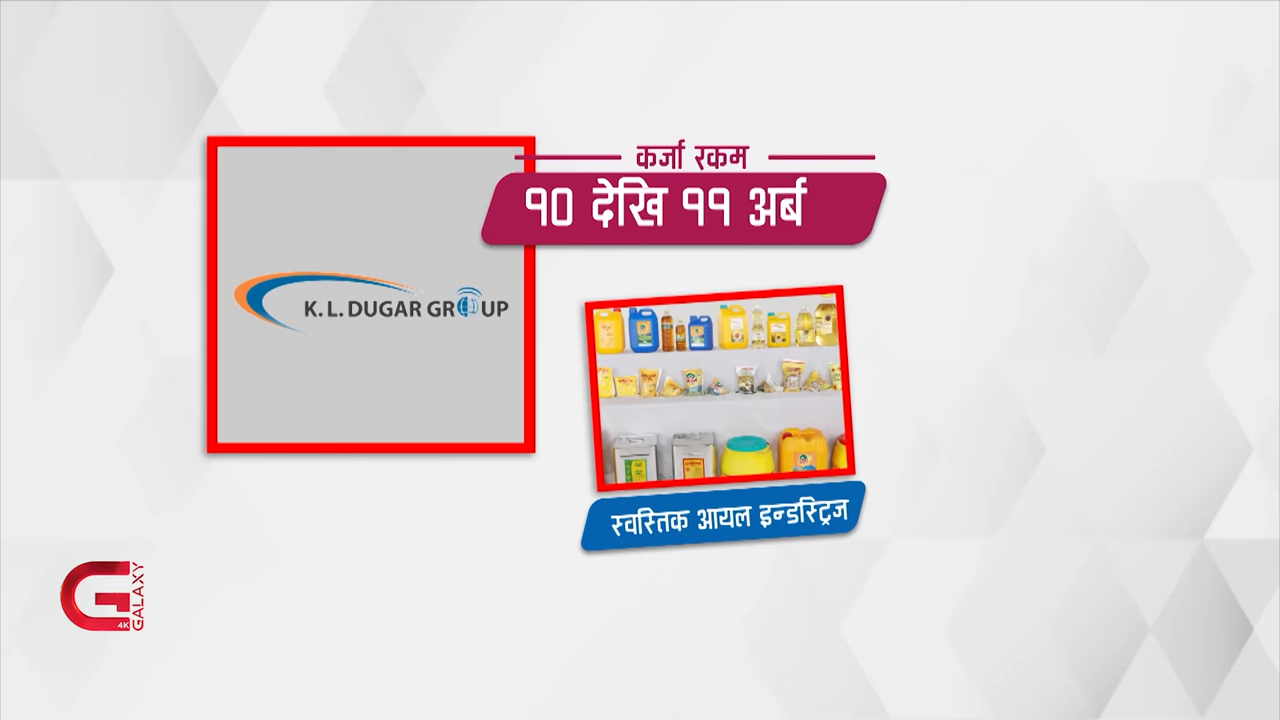 कर्जा रकम
१० देखि ११ अर्ब
K. L. DUGAR GROUP
स्वस्तिक आयल इन्डस्ट्रिज
GALAXY
4K